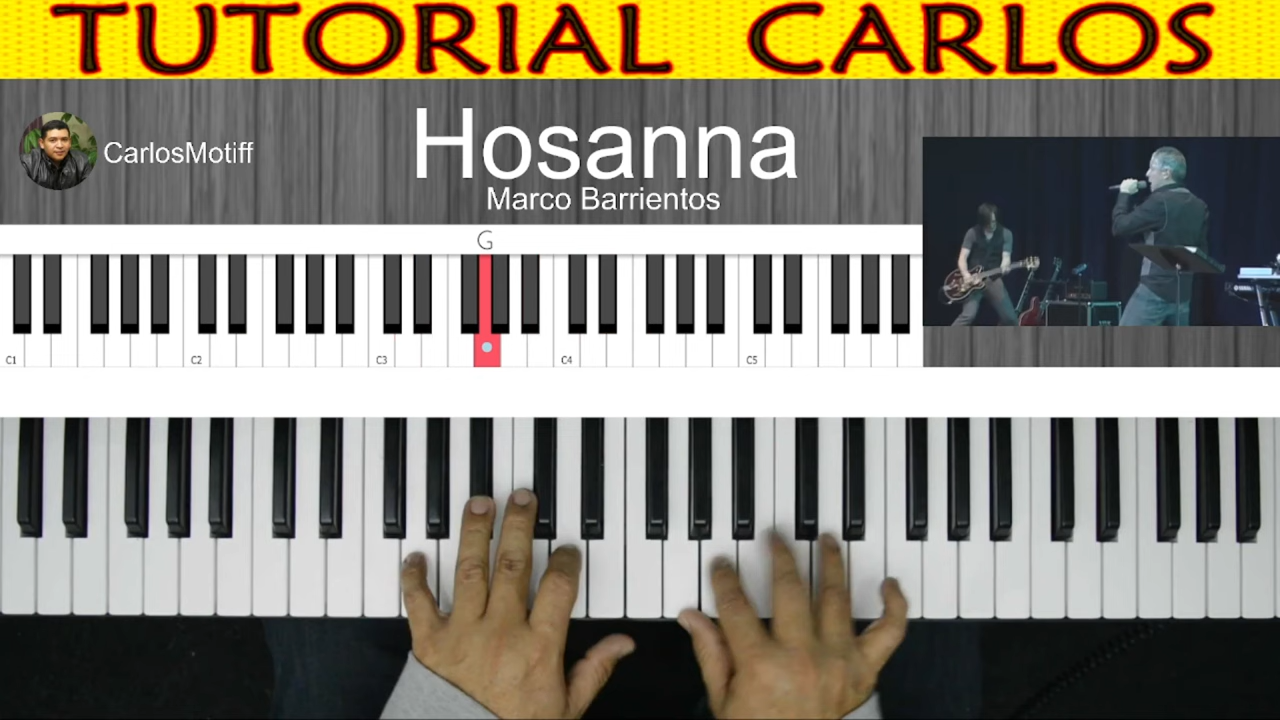 TUTORIAL CARLOS
CarlosMotiff
Hosanna
Marco Barrientos
G
C1 C2 C3 C4 C5